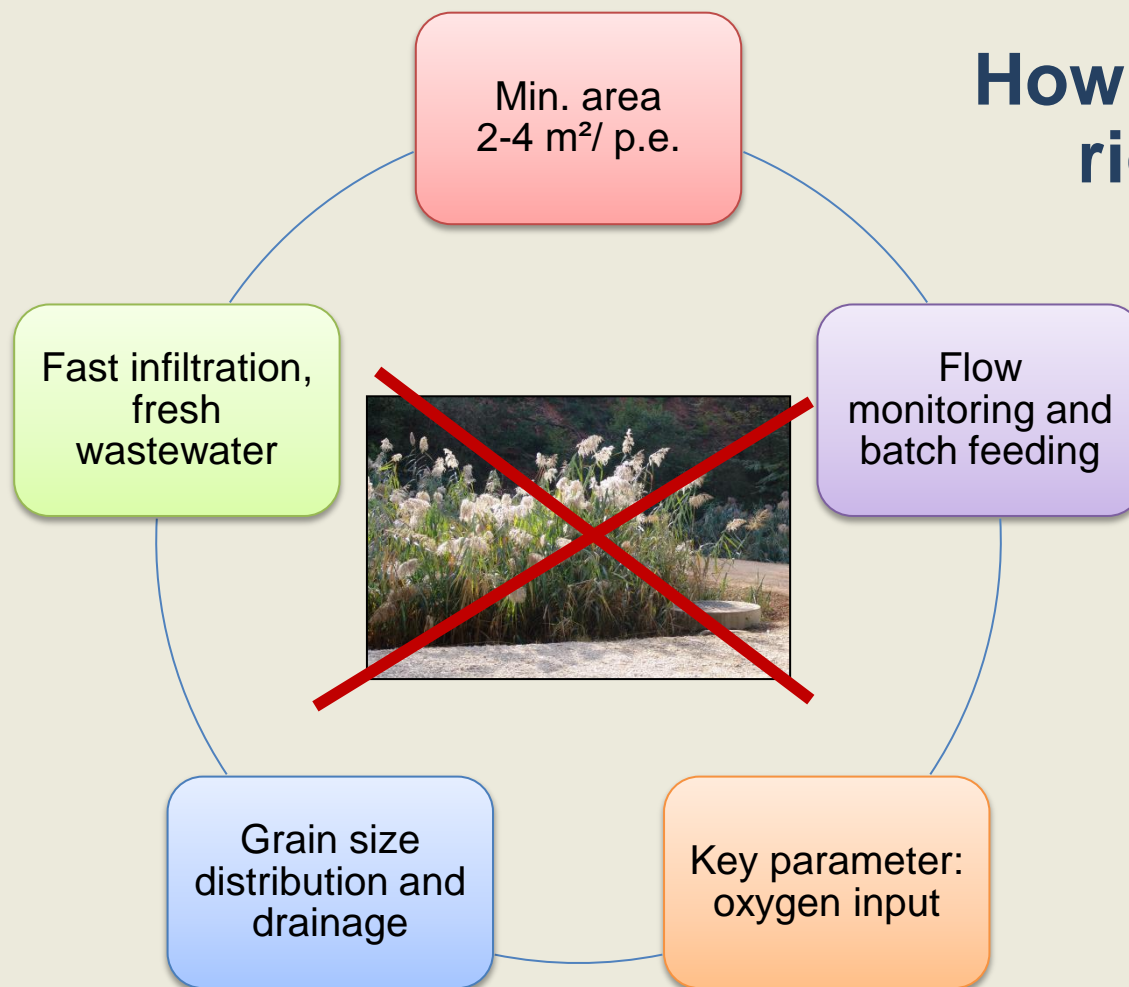 How
Min. area
2-4 m²/ p.e.
Fast infiltration,
fresh
wastewater
Flow
monitoring and
batch feeding
Grain size
distribution and
drainage
Key parameter:
oxygen input